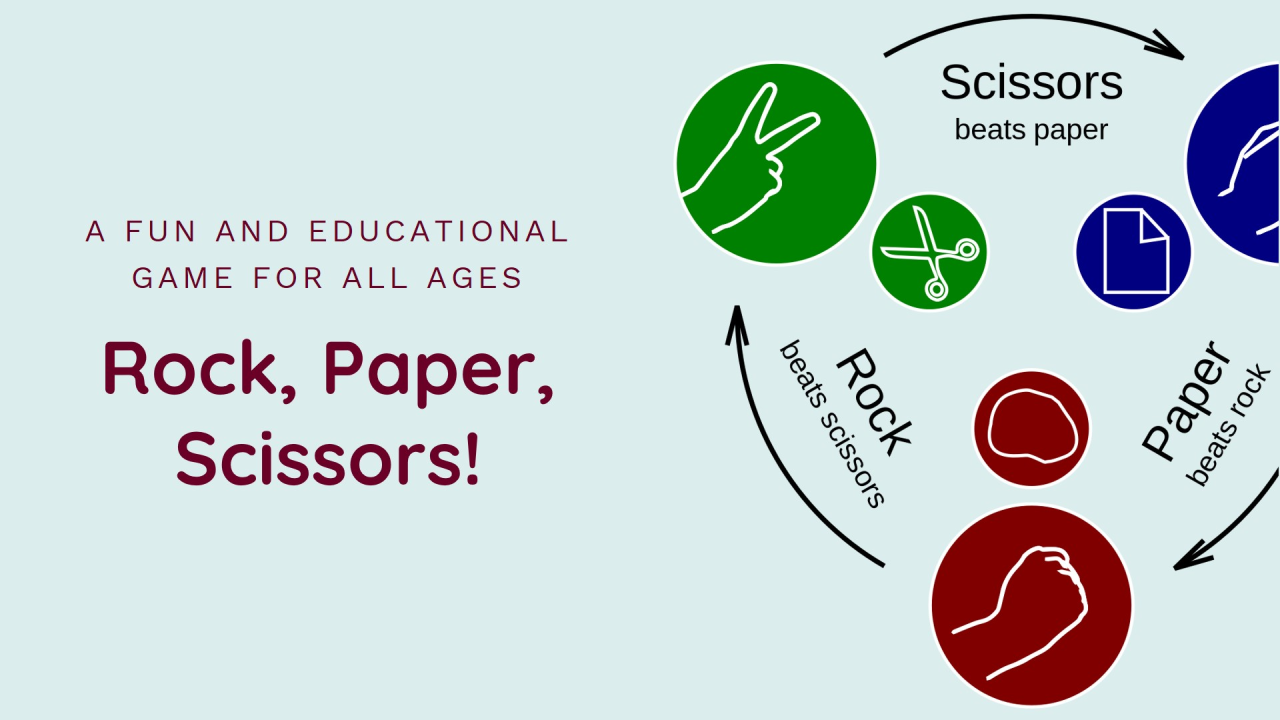 A FUN AND EDUCATIONAL
GAME FOR ALL AGES
Rock, Paper,
Scissors!
Scissors
beats paper
Rock
beats scissors
Paper
beats rock